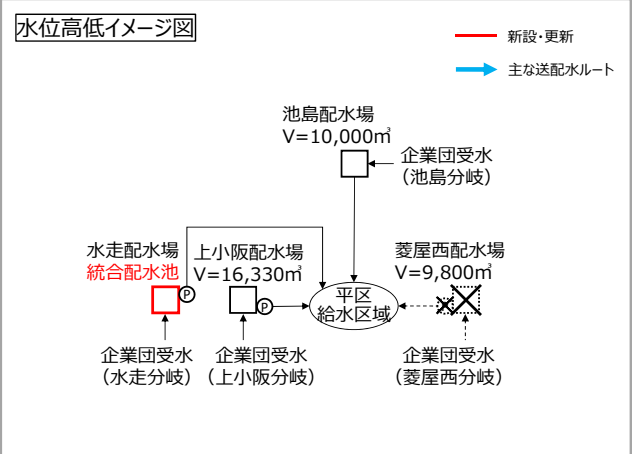 水位高低イメージ図
新設・更新
主な送配水ルート
池島配水場
V=10,000㎥
企業団受水
（池島分岐）
水走配水場
統合配水池
上小阪配水場
V=16,330㎥
菱屋西配水場
V=9,800㎥
P
P
平区
給水区域
企業団受水
（水走分岐）
企業団受水
（上小阪分岐）
企業団受水
（菱屋西分岐）